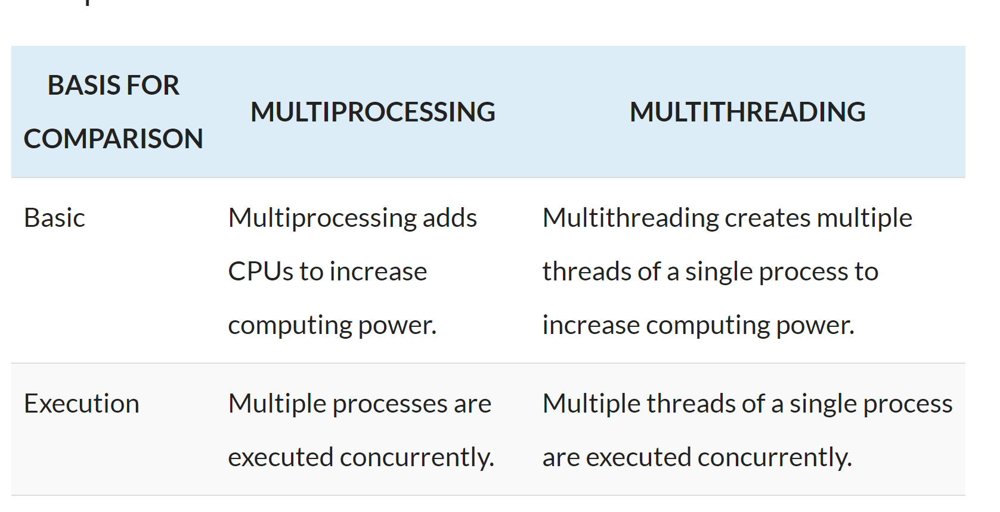 BASIS FOR
COMPARISON
MULTIPROCESSING
MULTITHREADING
Basic
Multiprocessing adds
CPUs to increase
computing power.
Multithreading creates multiple
threads of a single process to
increase computing power.
Execution
Multiple processes are
executed concurrently.
Multiple threads of a single process
are executed concurrently.